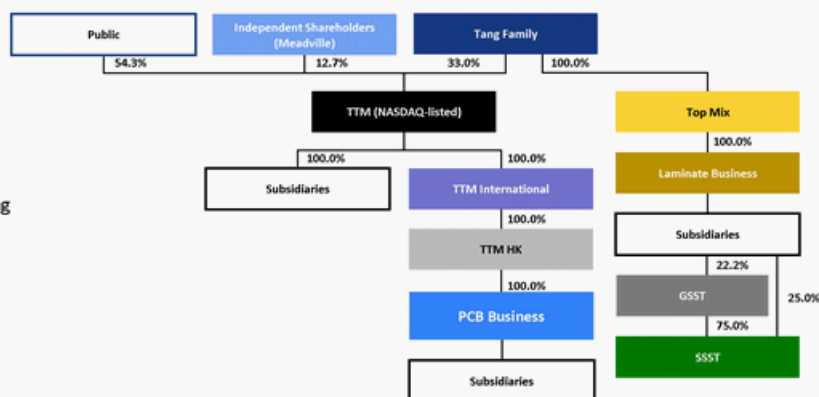 Public
Independent Shareholders
(Meadville)
Tang Family
54.3%
12.7%
33.0%
100.0%
TTM (NASDAQ-listed)
Top Mix
100.0%
100.0%
100.0%
Subsidiaries
TTM International
Laminate Business
g
100.0%
TTM HK
Subsidiaries
22.2%
100.0%
GSST
25.0%
PCB Business
75.0%
SSST
Subsidiaries